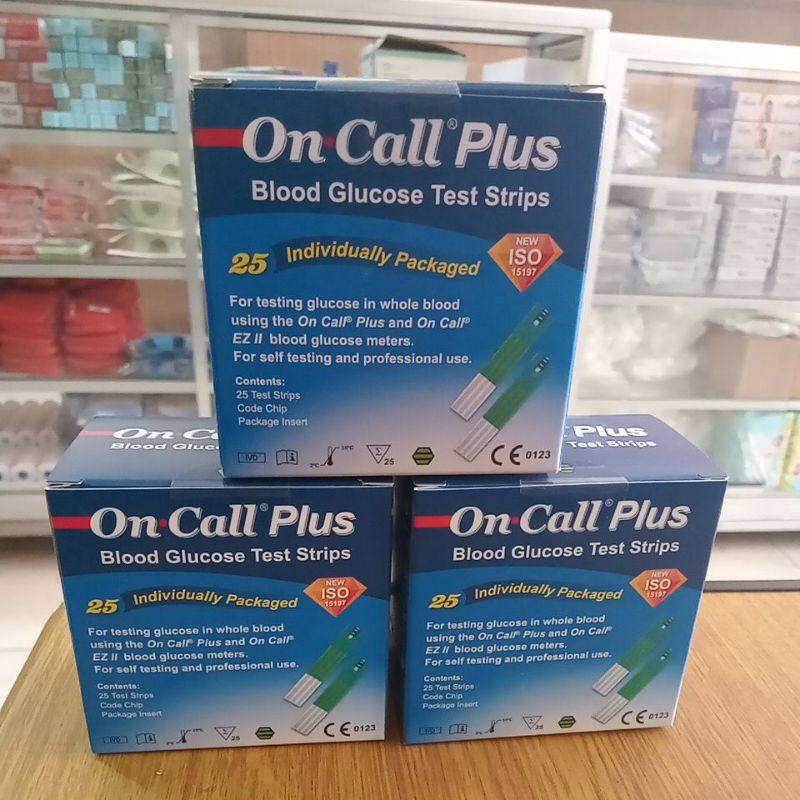 On Call® Plus
Blood Glucose Test Strips
25 Individually Packaged
NEW
ISO
15197
For testing glucose in whole blood
using the On Call® Plus and On Call®
EZ II blood glucose meters.
For self testing and professional use.
Contents:
25 Test Strips
Code Chip
Package Insert
IVD
i
2°C
Σ
25
CE 0123
On Call® Plus
Blood Glucose Test Strips
25 Individually Packaged
NEW
ISO
15197
For testing glucose in whole blood
using the On Call® Plus and On Call®
EZ II blood glucose meters.
For self testing and professional use.
Contents:
25 Test Strips
Code Chip
Package Insert
IVD
i
Σ
25
CE 0123
On Call® Plus
Blood Glucose Test Strips
25 Individually Packaged
NEW
ISO
15197
For testing glucose in whole blood
using the On Call® Plus and On Call®
EZ II blood glucose meters.
For self testing and professional use.
Contents:
25 Test Strips
Code Chip
Package Insert
IVD
i
Σ
25
CE 0123